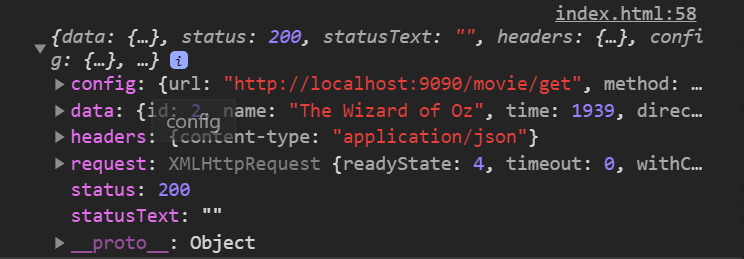 index.html:58
{data: {…}, status: 200, statusText: "", headers: {…}, confi
g: {…}, …} i
config: {url: "http://localhost:9090/movie/get", method: …
data: {id: 2, name: "The Wizard of Oz", time: 1939, direc…
config
headers: {content-type: "application/json"}
request: XMLHttpRequest {readyState: 4, timeout: 0, withC…
status: 200
statusText: ""
__proto__: Object